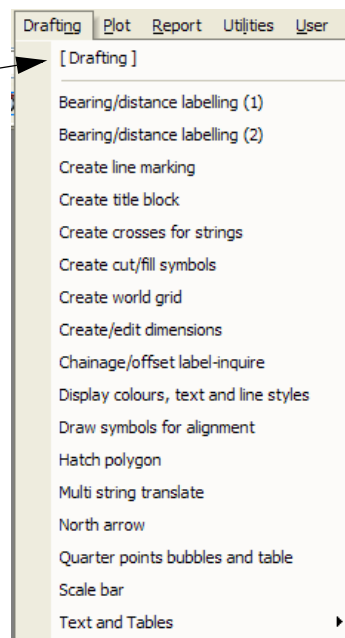 Drafting Plot Report Utilities User
[ Drafting ]
Bearing/distance labelling (1)
Bearing/distance labelling (2)
Create line marking
Create title block
Create crosses for strings
Create cut/fill symbols
Create world grid
Create/edit dimensions
Chainage/offset label-inquire
Display colours, text and line styles
Draw symbols for alignment
Hatch polygon
Multi string translate
North arrow
Quarter points bubbles and table
Scale bar
Text and Tables